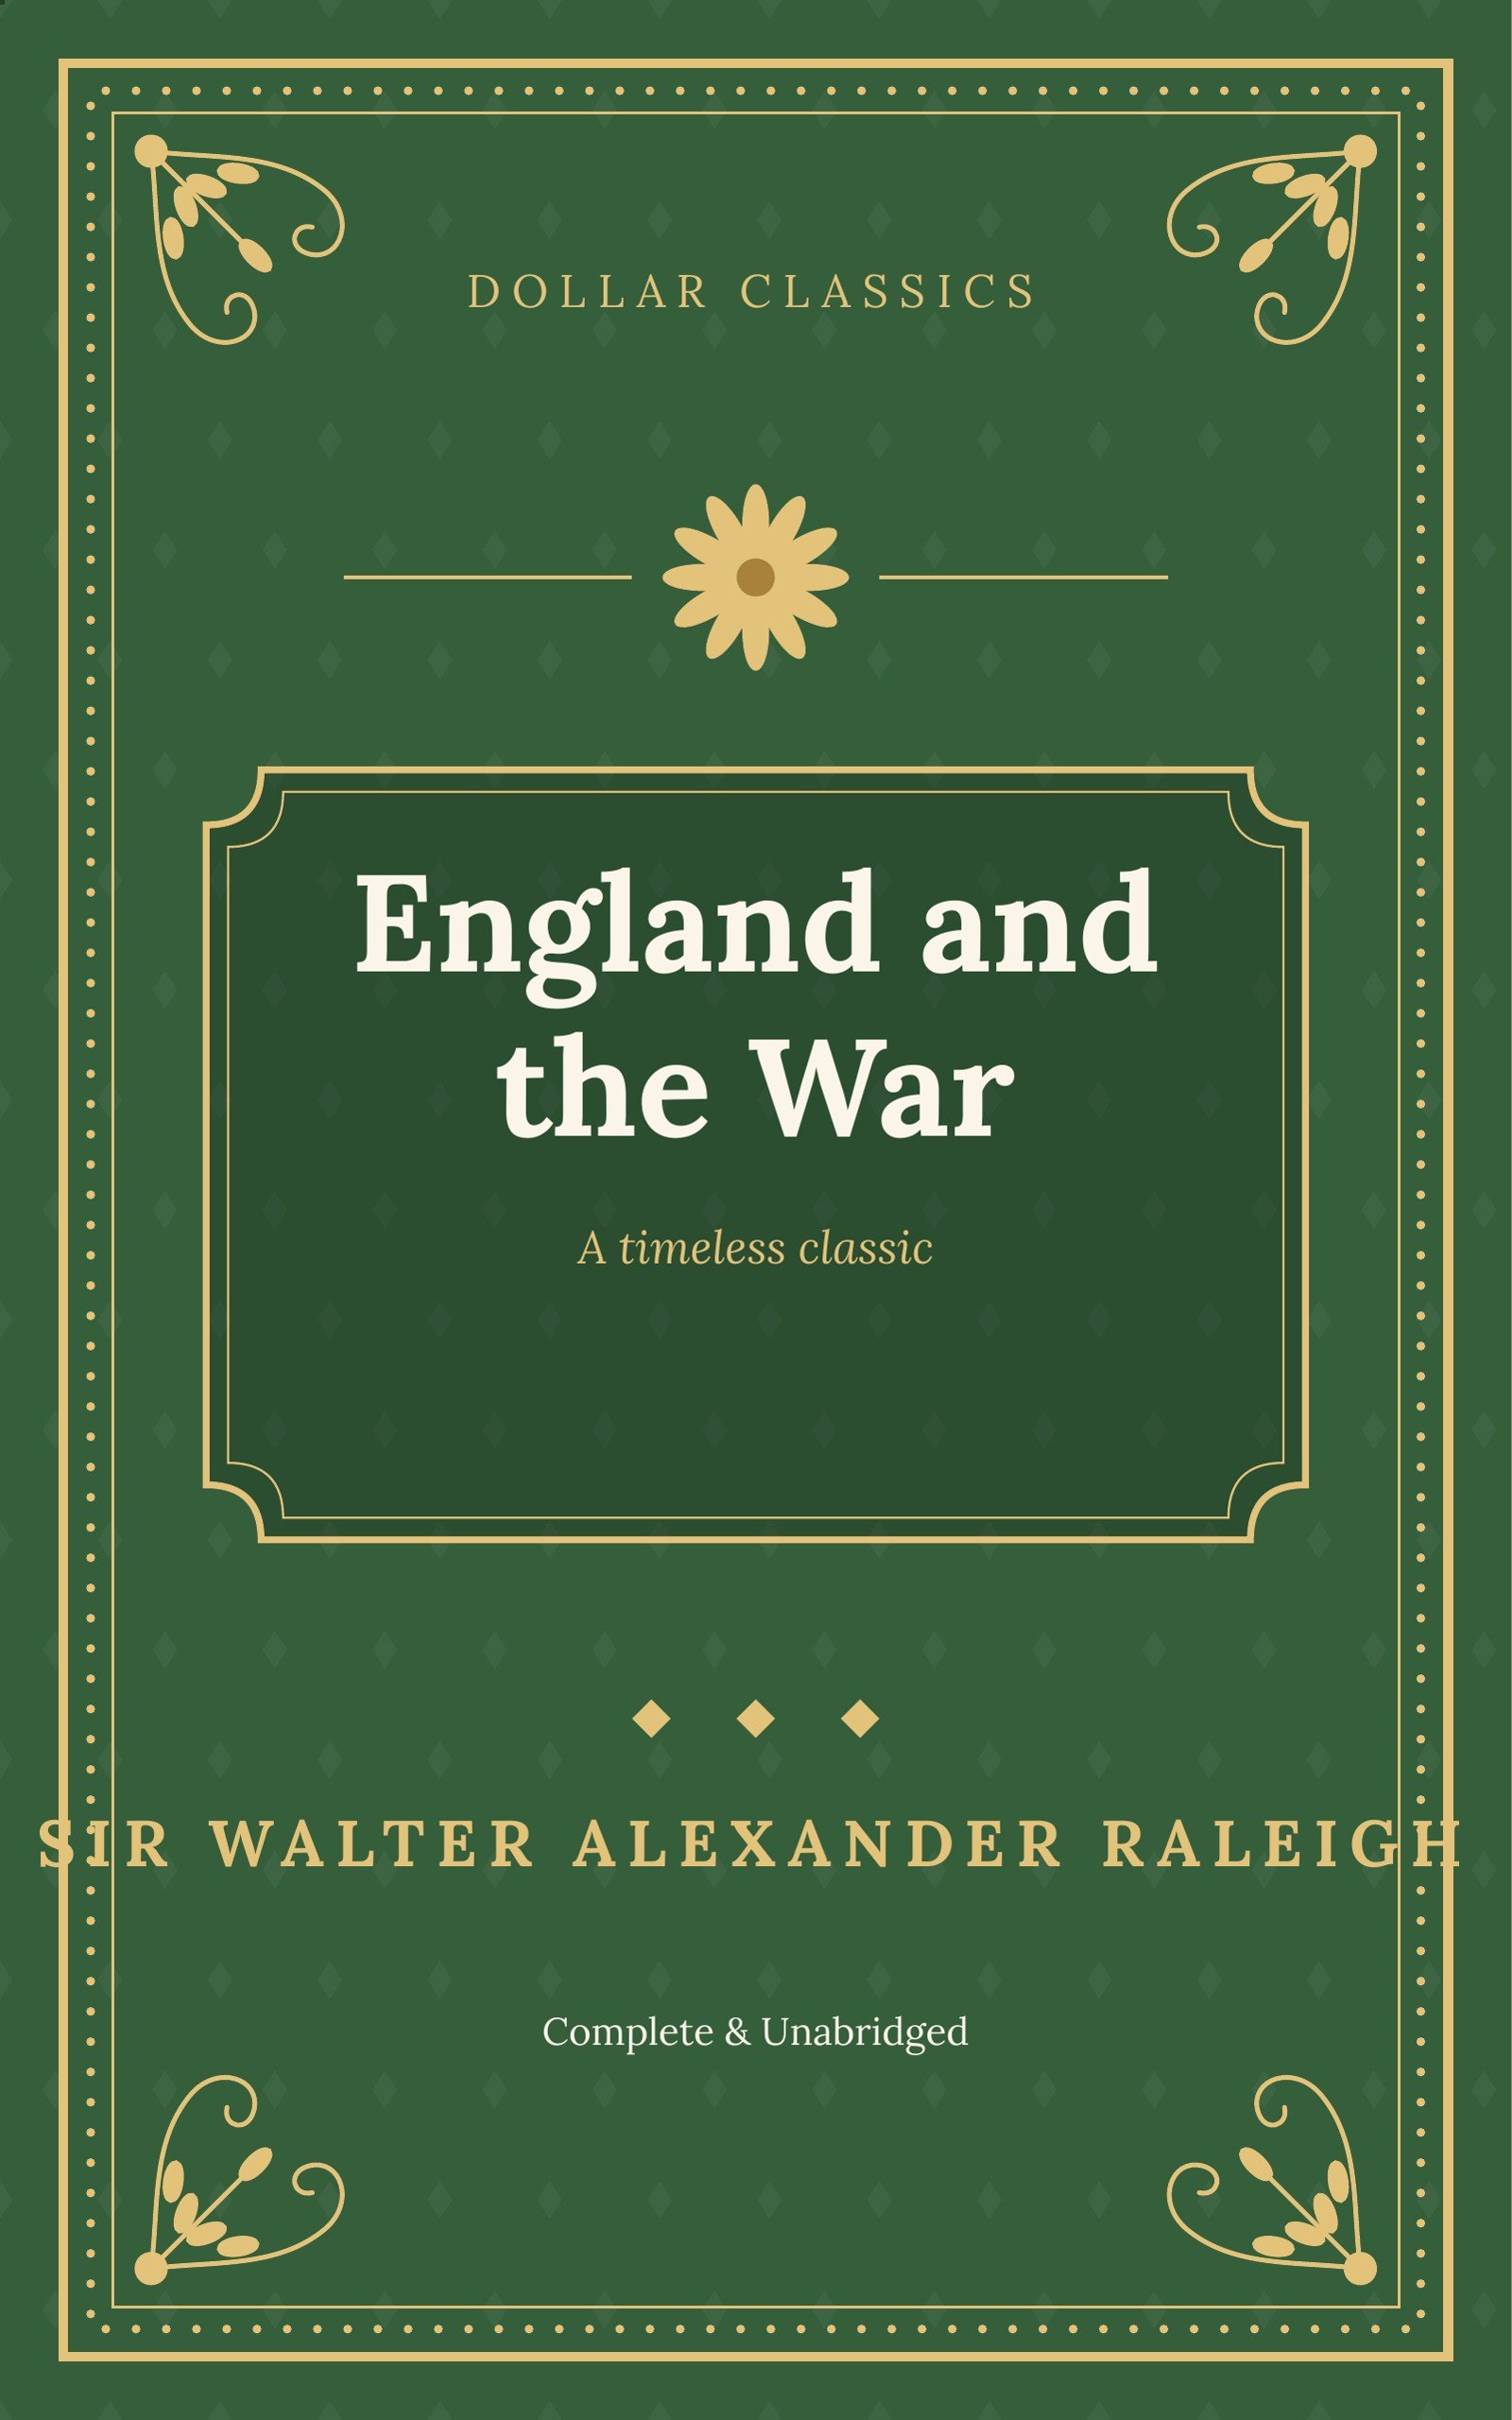 DOLLAR CLASSICS
England and
the War
A timeless classic
SIR WALTER ALEXANDER RALEIGH
Complete & Unabridged